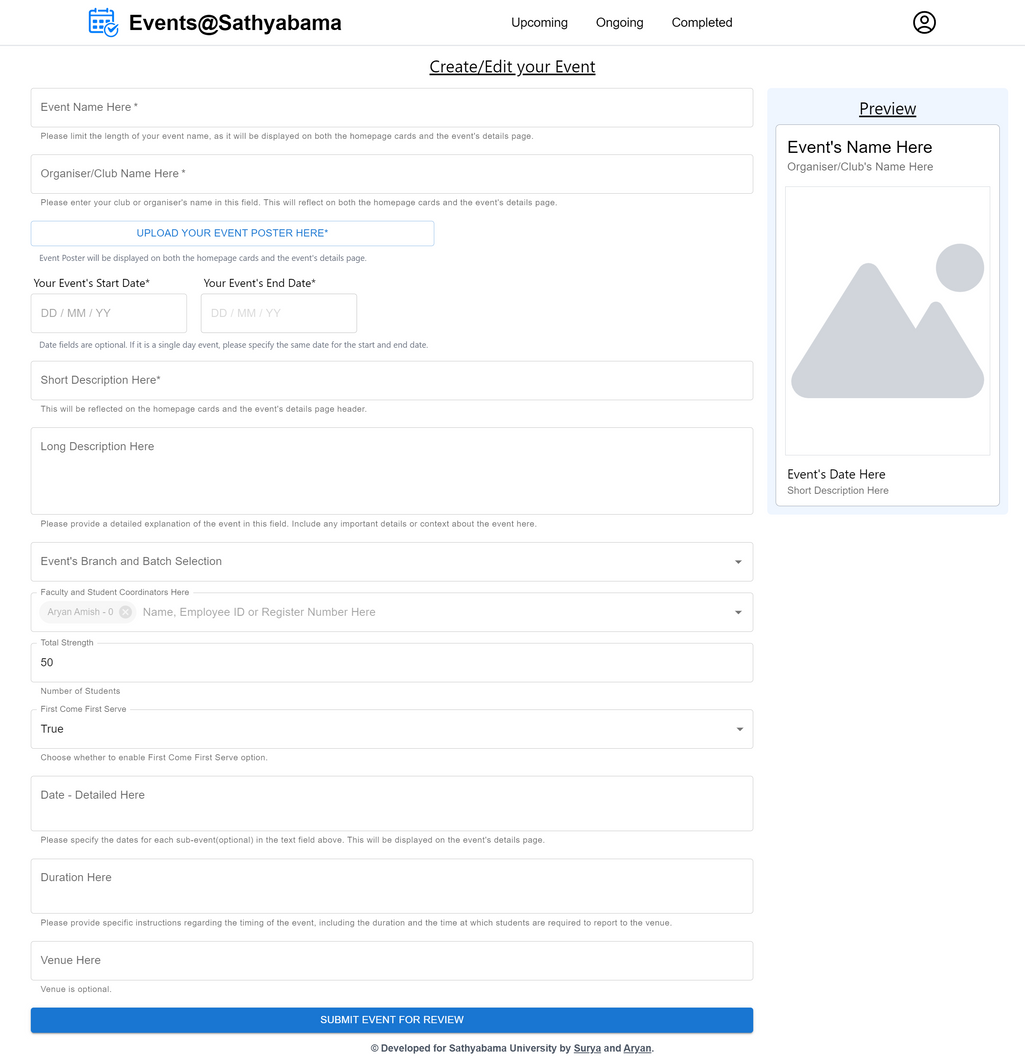 Events@Sathyabama
Upcoming
Ongoing
Completed
Create/Edit your Event
Event Name Here *
Please limit the length of your event name, as it will be displayed on both the homepage cards and the event's details page.
Organiser/Club Name Here *
Please enter your club or organiser's name in this field. This will reflect on both the homepage cards and the event's details page.
UPLOAD YOUR EVENT POSTER HERE*
Event Poster will be displayed on both the homepage cards and the event's details page.
Your Event's Start Date*
Your Event's End Date*
DD / MM / YY
DD / MM / YY
Date fields are optional. If it is a single day event, please specify the same date for the start and end date.
Short Description Here*
This will be reflected on the homepage cards and the event's details page header.
Long Description Here
Please provide a detailed explanation of the event in this field. Include any important details or context about the event here.
Event's Branch and Batch Selection
Faculty and Student Coordinators Here
Aryan Amish - 0
Name, Employee ID or Register Number Here
Total Strength
50
Number of Students
First Come First Serve
True
Choose whether to enable First Come First Serve option.
Date - Detailed Here
Please specify the dates for each sub-event(optional) in the text field above. This will be displayed on the event's details page.
Duration Here
Please provide specific instructions regarding the timing of the event, including the duration and the time at which students are required to report to the venue.
Venue Here
Venue is optional.
SUBMIT EVENT FOR REVIEW
Preview
Event's Name Here
Organiser/Club's Name Here
Event's Date Here
Short Description Here
© Developed for Sathyabama University by Surya and Aryan.